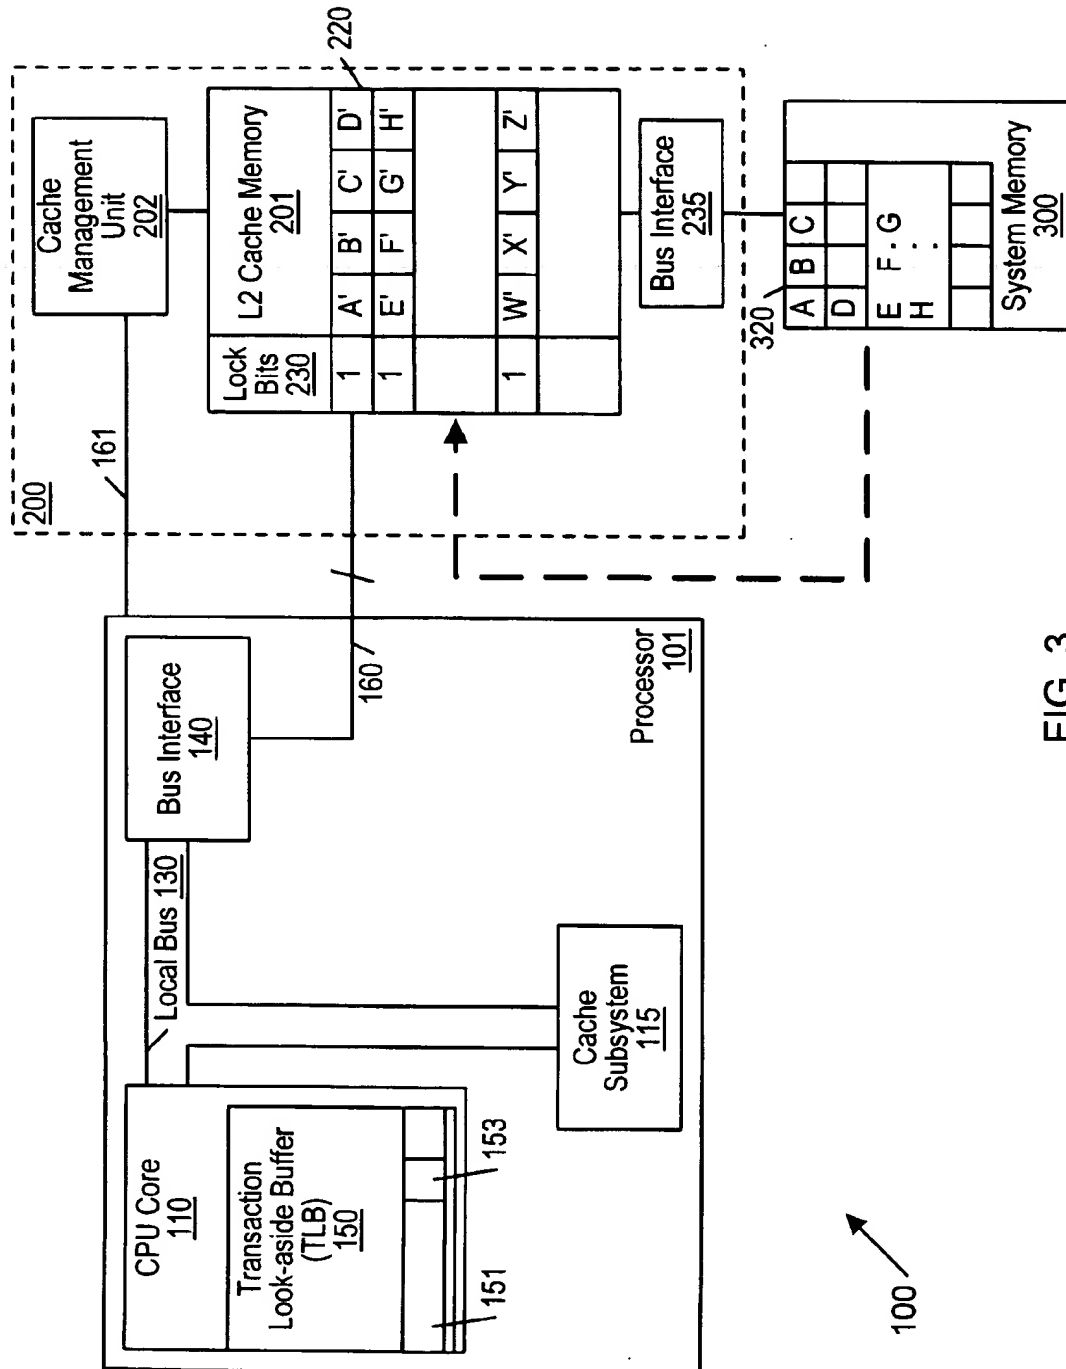 100
Processor
101
CPU Core
110
Transaction
Look-aside Buffer
(TLB)
150
151
153
Local Bus 130
Bus Interface
140
Cache
Subsystem
115
160
161
200
Cache
Management
Unit
202
Lock
Bits
230
L2 Cache Memory
201
220
1 A' B' C' D'
1 E' F' G' H'
1 W' X' Y' Z'
Bus Interface
235
320
A B C
D
E F . G
H : :
System Memory
300
FIG. 3